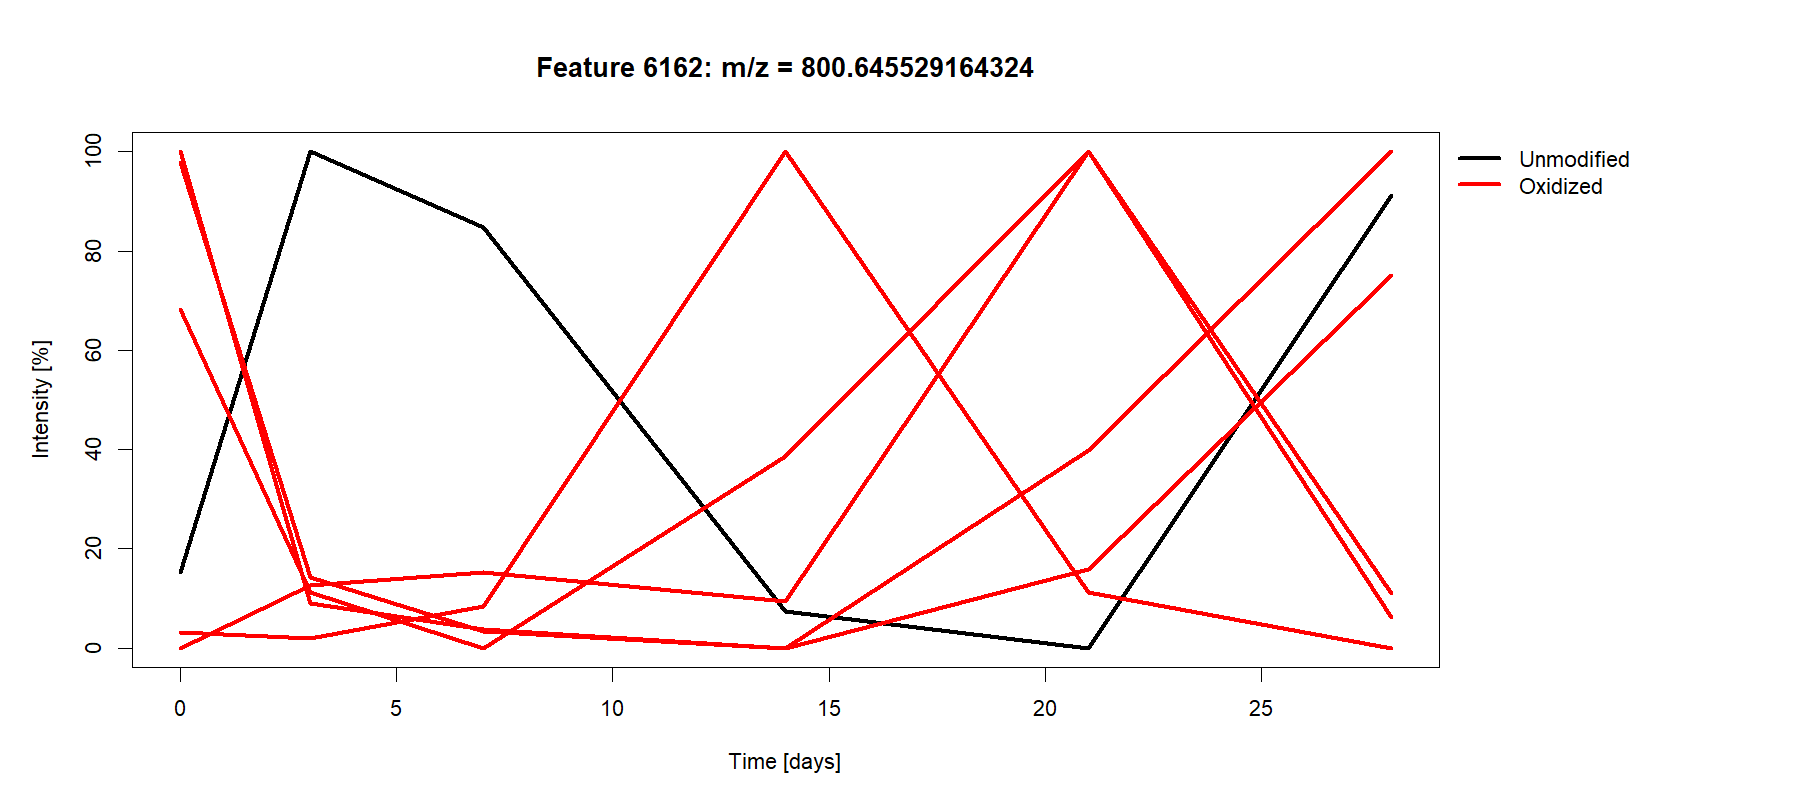 Feature 6162: m/z = 800.645529164324
Unmodified
Oxidized
Intensity [%]
100
80
60
40
20
0
0 5 10 15 20 25
Time [days]